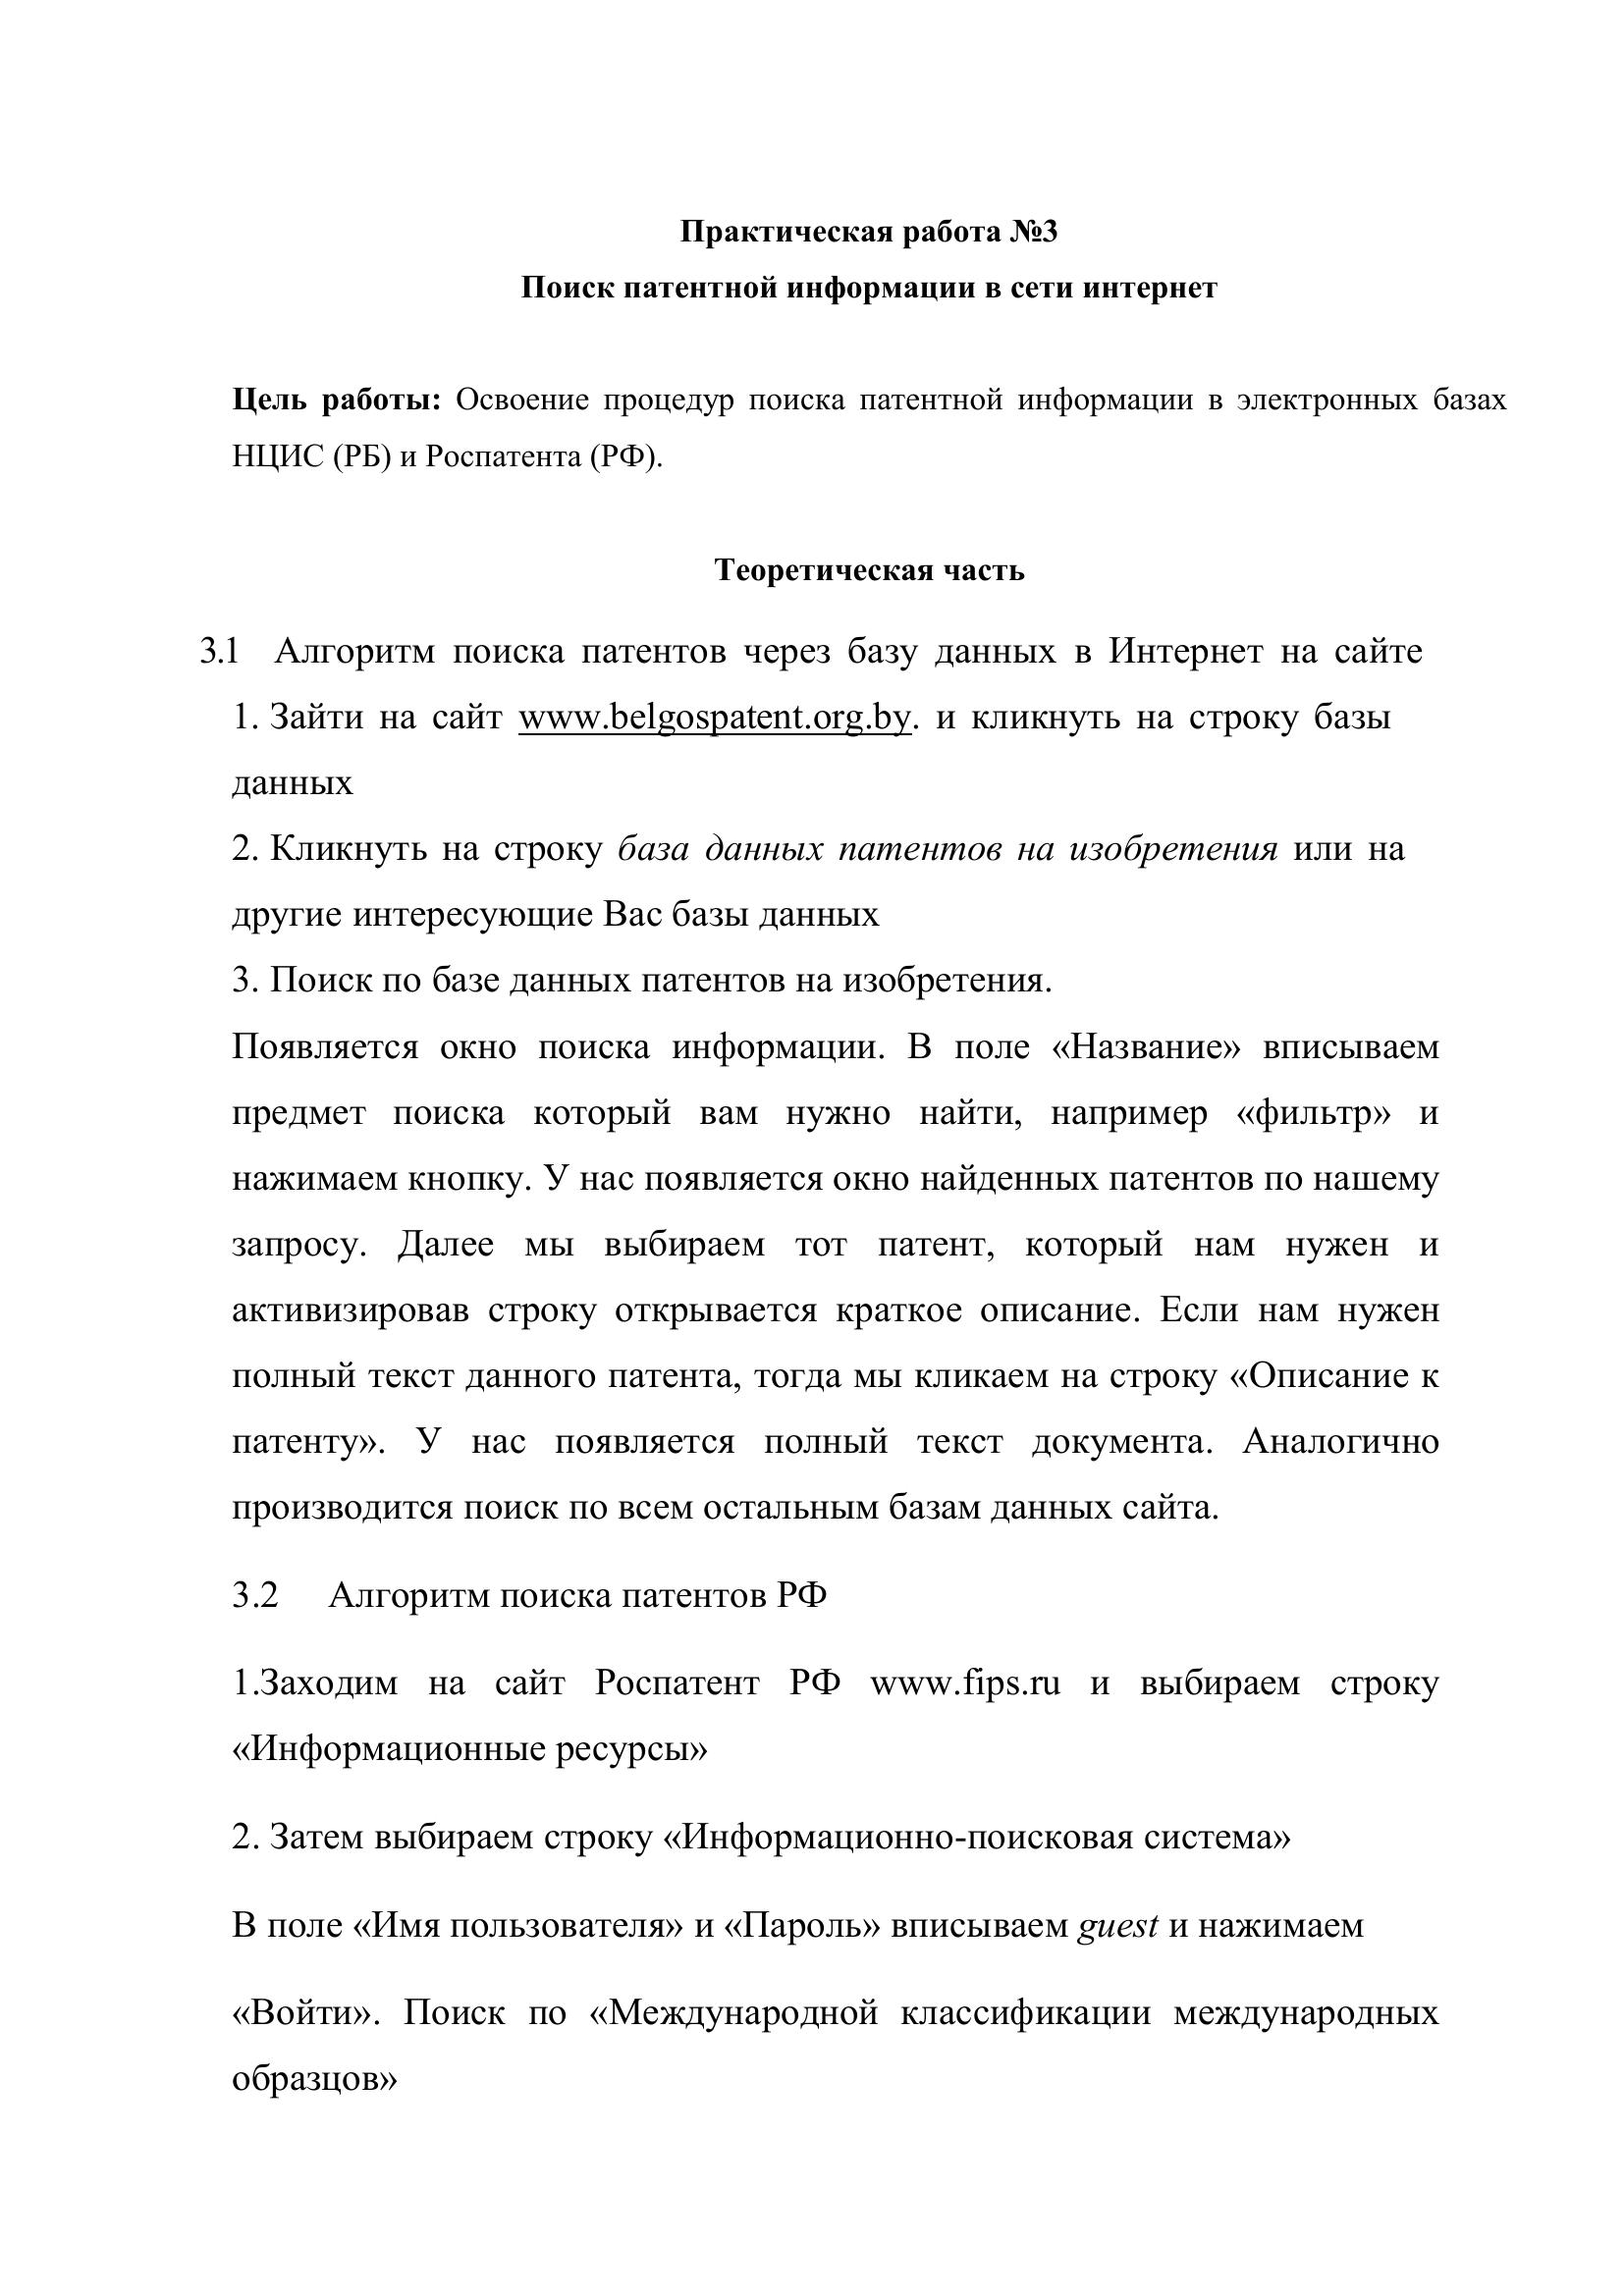 Практическая работа №3
Поиск патентной информации в сети интернет
Цель работы: Освоение процедур поиска патентной информации в электронных базах
НЦИС (РБ) и Роспатента (РФ).
Теоретическая часть
3.1 Алгоритм поиска патентов через базу данных в Интернет на сайте
1. Зайти на сайт www.belgospatent.org.by. и кликнуть на строку базы
данных
2. Кликнуть на строку база данных патентов на изобретения или на
другие интересующие Вас базы данных
3. Поиск по базе данных патентов на изобретения.
Появляется окно поиска информации. В поле «Название» вписываем
предмет поиска который вам нужно найти, например «фильтр» и
нажимаем кнопку. У нас появляется окно найденных патентов по нашему
запросу. Далее мы выбираем тот патент, который нам нужен и
активизировав строку открывается краткое описание. Если нам нужен
полный текст данного патента, тогда мы кликаем на строку «Описание к
патенту». У нас появляется полный текст документа. Аналогично
производится поиск по всем остальным базам данных сайта.
3.2 Алгоритм поиска патентов РФ
1.Заходим на сайт Роспатент РФ www.fips.ru и выбираем строку
«Информационные ресурсы»
2. Затем выбираем строку «Информационно-поисковая система»
В поле «Имя пользователя» и «Пароль» вписываем guest и нажимаем
«Войти». Поиск по «Международной классификации международных
образцов»